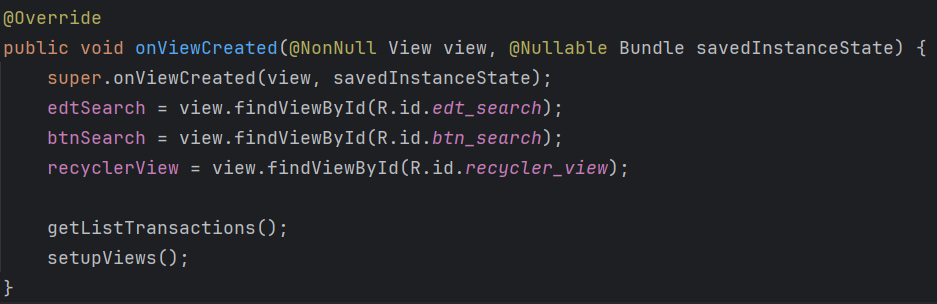 @Override
public void onViewCreated(@NonNull View view, @Nullable Bundle savedInstanceState) {
    super.onViewCreated(view, savedInstanceState);
    edtSearch = view.findViewById(R.id.edt_search);
    btnSearch = view.findViewById(R.id.btn_search);
    recyclerView = view.findViewById(R.id.recycler_view);

    getListTransactions();
    setupViews();
}